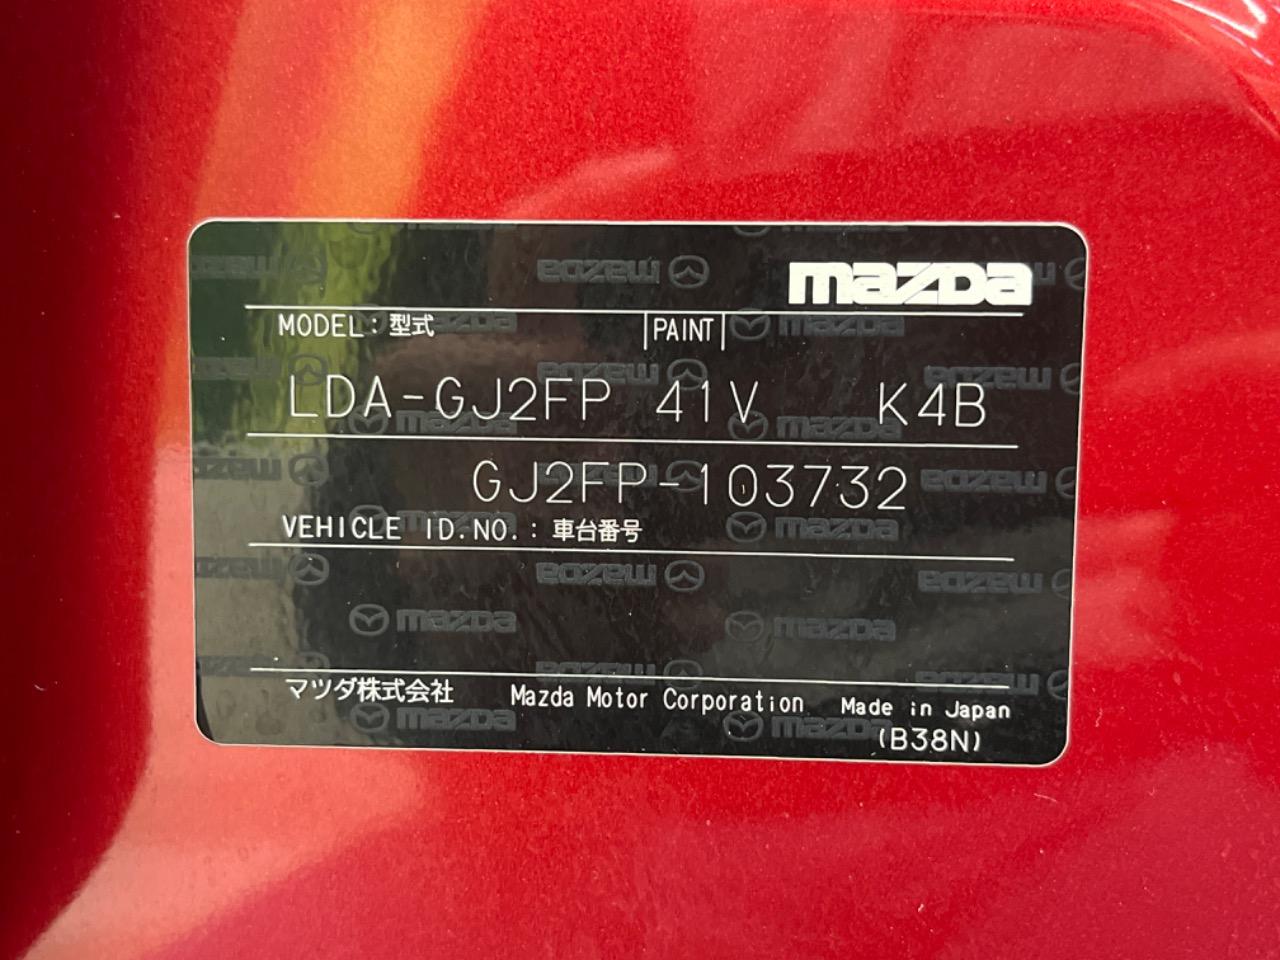 mazda
MODEL : 型式 PAINT
LDA-GJ2FP 41V K4B
GJ2FP-103732
VEHICLE ID.NO. : 車台番号
マツダ株式会社 Mazda Motor Corporation Made in Japan
(B38N)